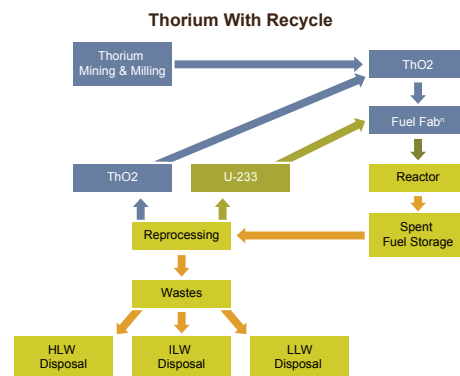 Thorium With Recycle
Thorium
Mining & Milling
ThO2
Fuel Fabⁿ
ThO2
U-233
Reactor
Reprocessing
Spent
Fuel Storage
Wastes
HLW
Disposal
ILW
Disposal
LLW
Disposal